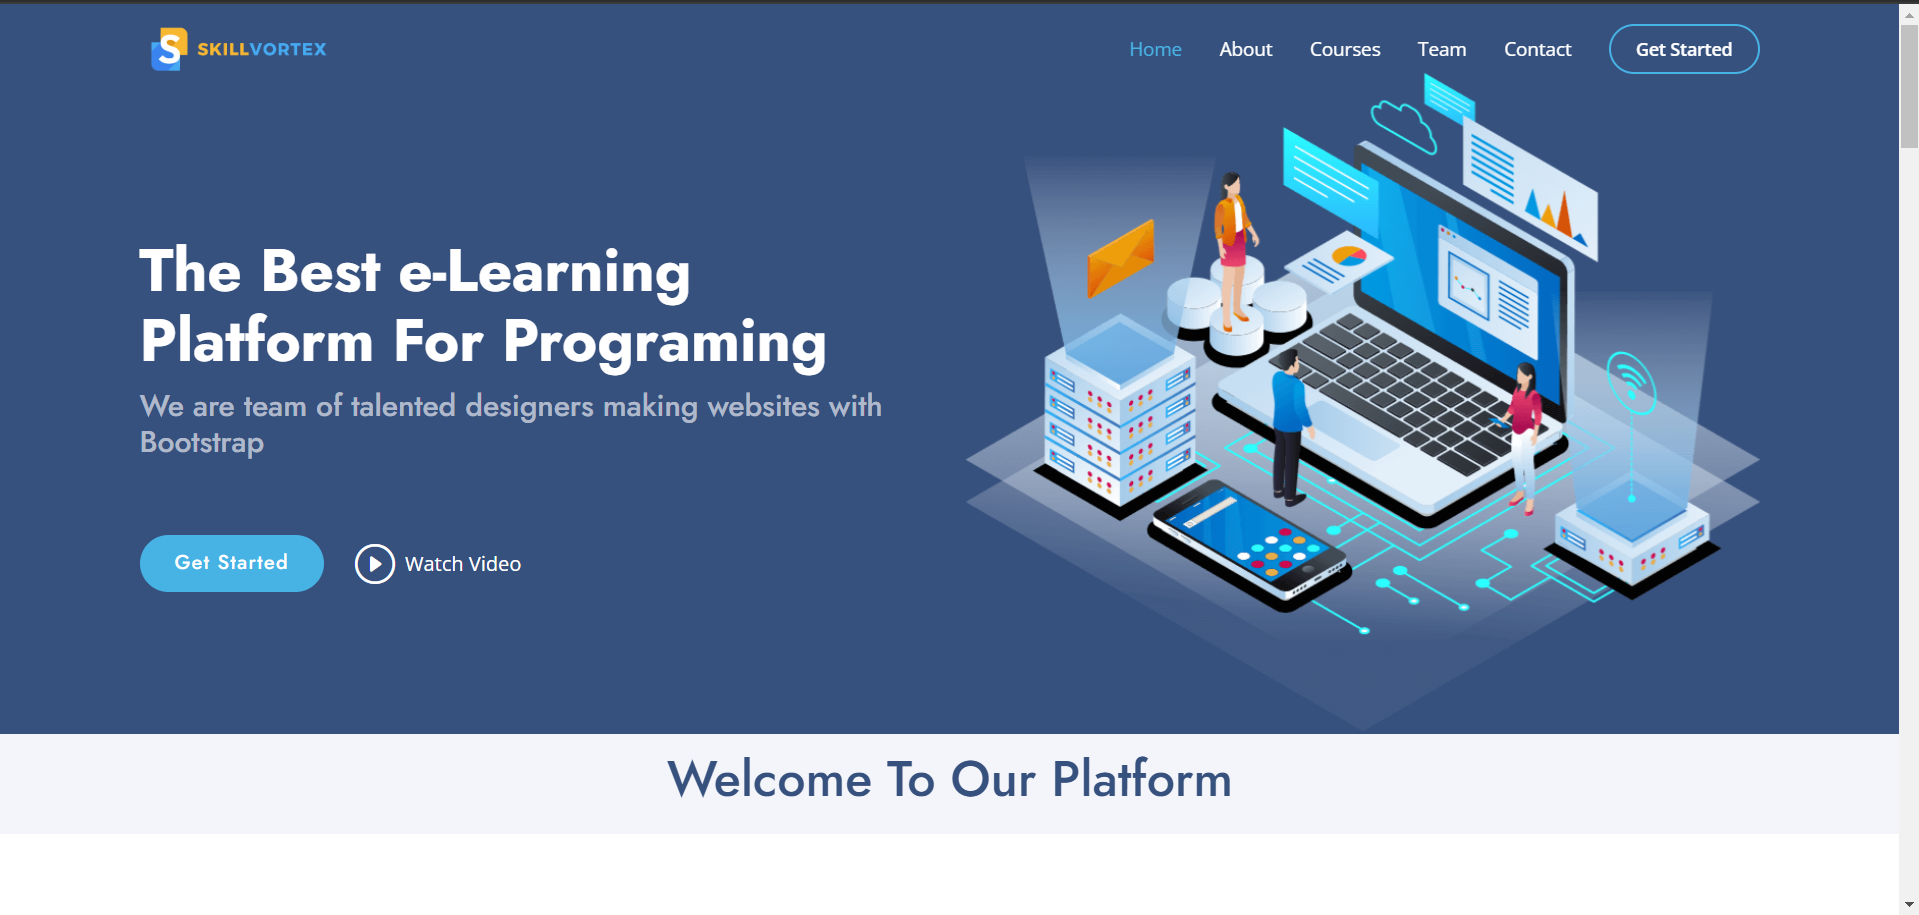 S SKILLVORTEX
Home About Courses Team Contact Get Started
The Best e-Learning
Platform For Programing
We are team of talented designers making websites with
Bootstrap
Get Started Watch Video
Welcome To Our Platform